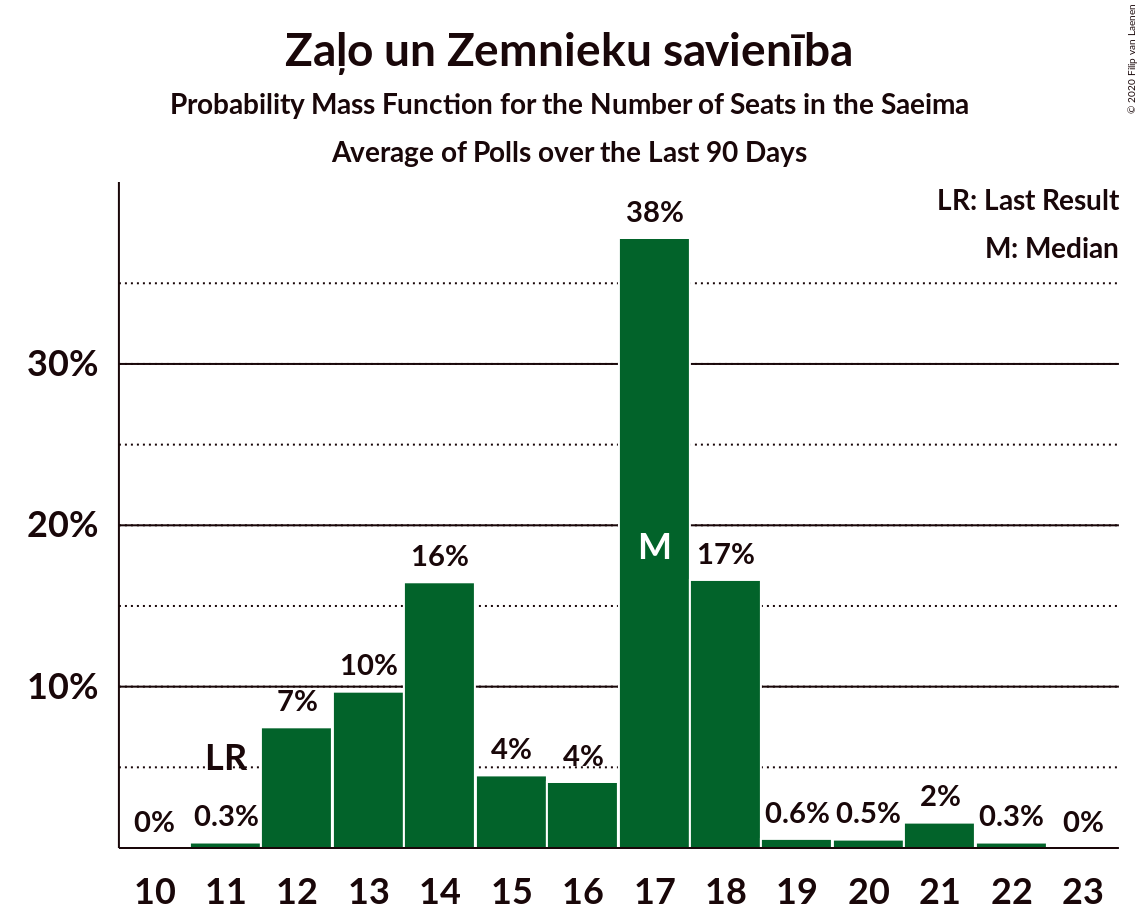 Zaļo un Zemnieku savienība
Probability Mass Function for the Number of Seats in the Saeima
Average of Polls over the Last 90 Days
© 2020 Filip van Laenen
LR: Last Result
M: Median
38%
30%
20%
10%
M
17%
16%
10%
7%
LR
4%
4%
0%
0.3%
0.6%
0.5%
2%
0.3%
0%
10 11 12 13 14 15 16 17 18 19 20 21 22 23